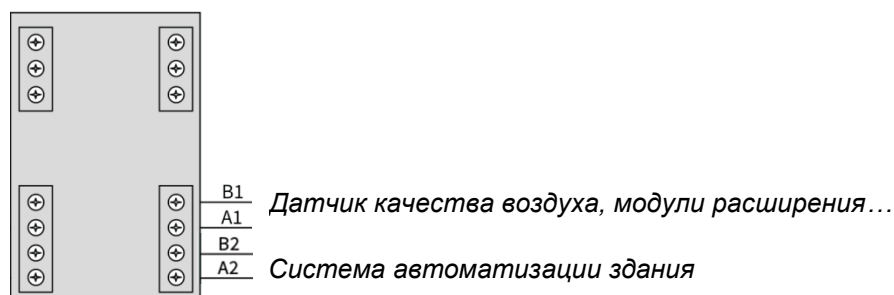 B1
Датчик качества воздуха, модули расширения…
A1
B2
A2
Система автоматизации здания